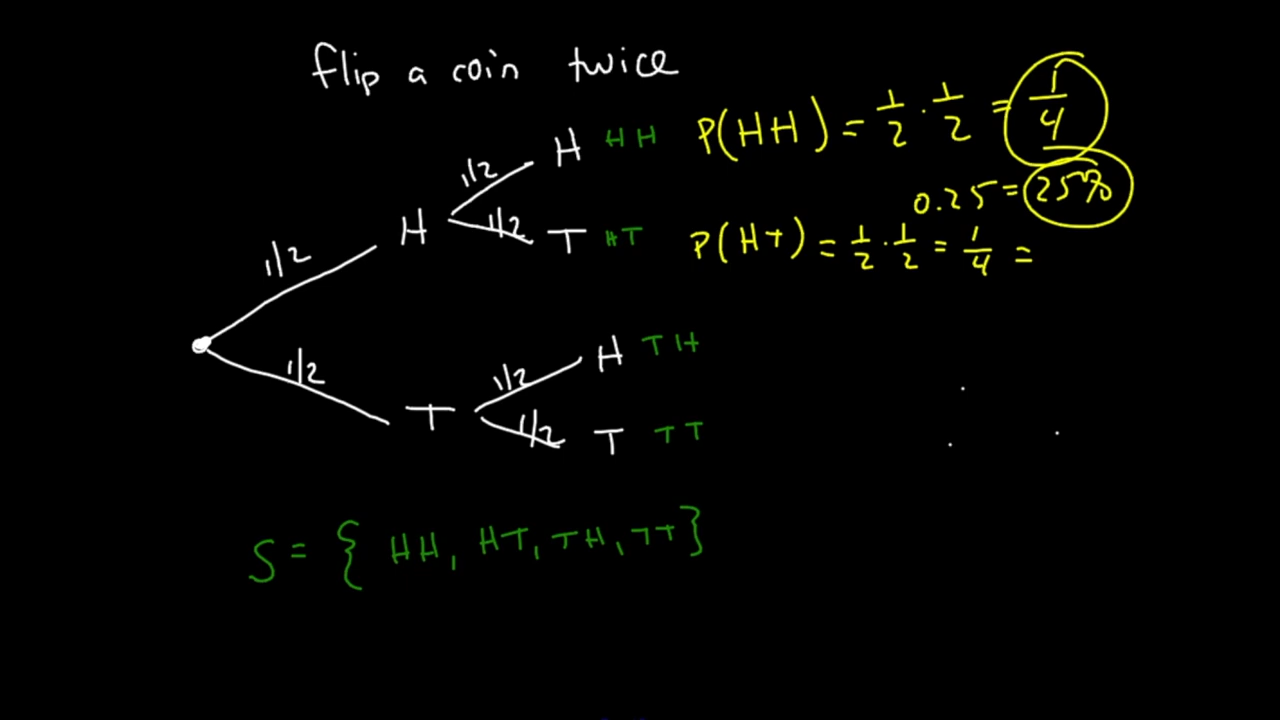 flip a coin twice
1/2 H HH P(HH) = 1/2 · 1/2 = 1/4
0.25 = 25%
1/2 H 1/2 T HT P(HT) = 1/2 · 1/2 = 1/4 =
1/2 T 1/2 H TH
1/2 T TT
S = { HH, HT, TH, TT}